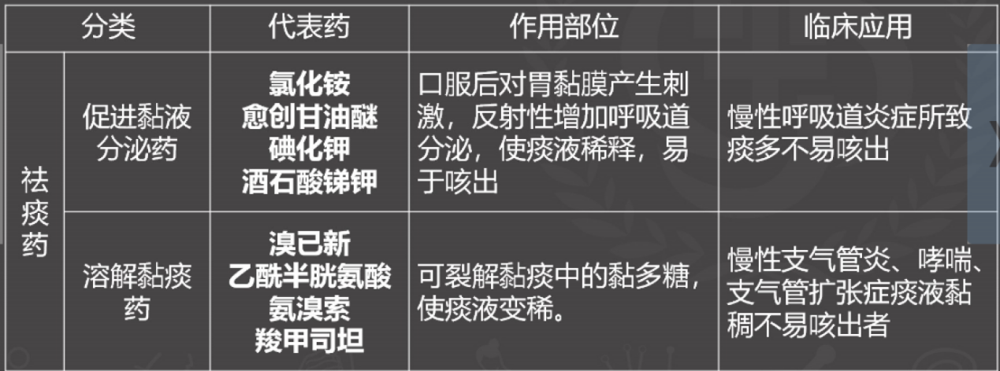 分类
代表药
作用部位
临床应用
祛
痰
药
促进黏液
分泌药
氯化铵
愈创甘油醚
碘化钾
酒石酸锑钾
口服后对胃黏膜产生刺
激，反射性增加呼吸道
分泌，使痰液稀释，易
于咳出
慢性呼吸道炎症所致
痰多不易咳出
溶解黏痰
药
溴已新
乙酰半胱氨酸
氨溴索
羧甲司坦
可裂解黏痰中的黏多糖，
使痰液变稀。
慢性支气管炎、哮喘、
支气管扩张症痰液黏
稠不易咳出者